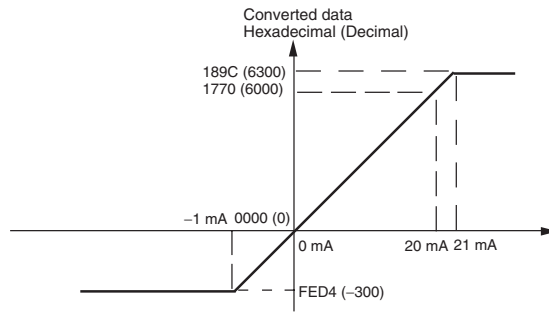 Converted data
Hexadecimal (Decimal)
189C (6300)
1770 (6000)
−1 mA 0000 (0)
0 mA
20 mA 21 mA
FED4 (−300)